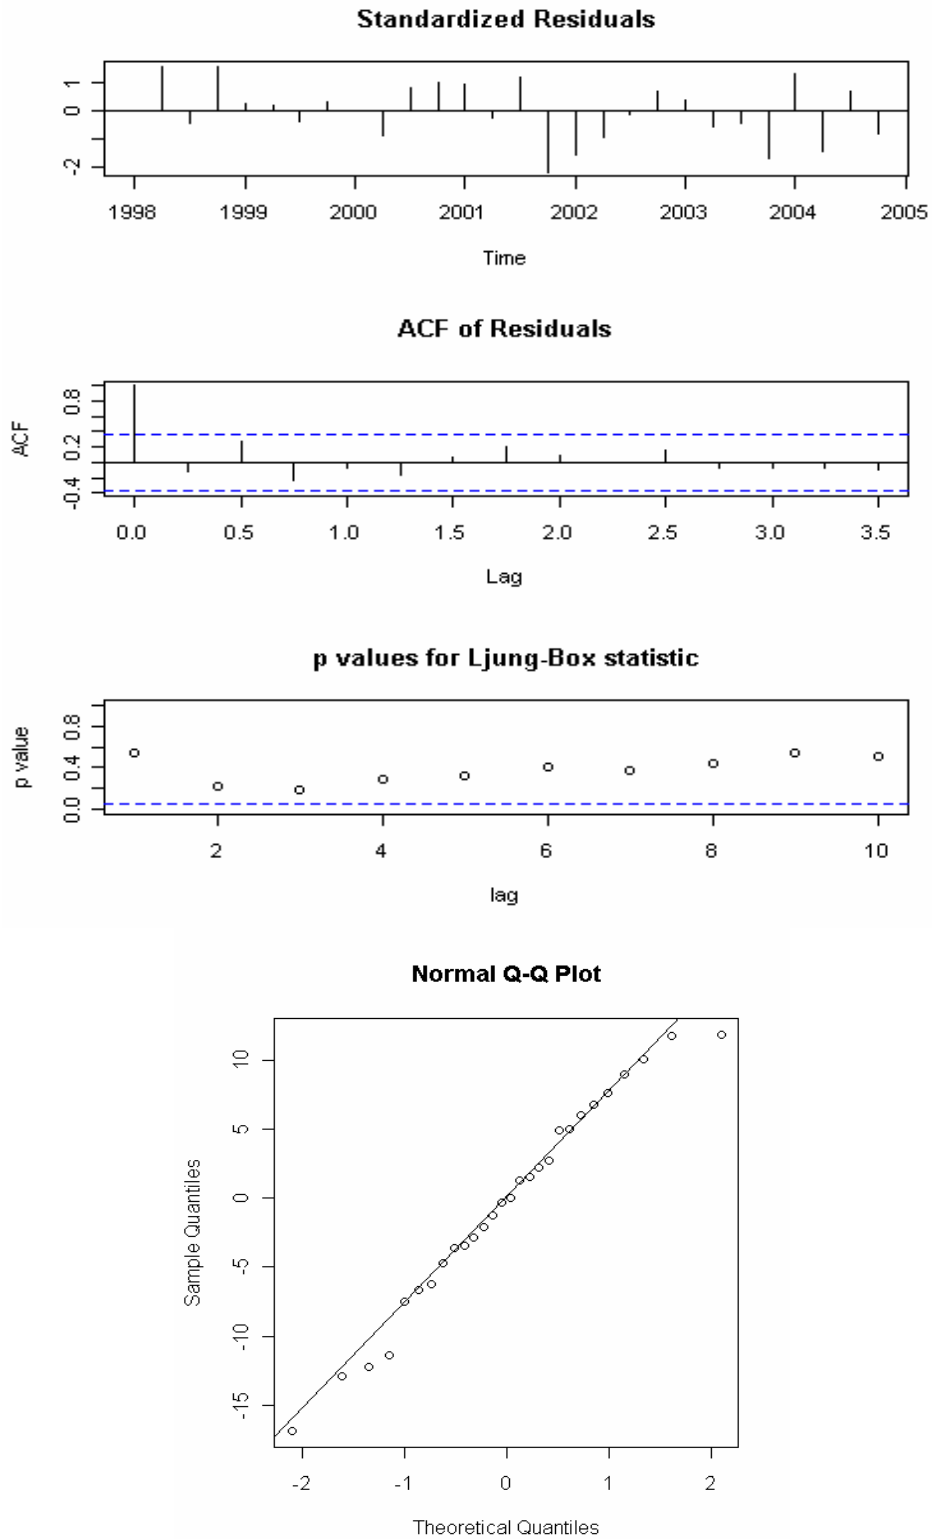 Standardized Residuals
1
0
-2
1998 1999 2000 2001 2002 2003 2004 2005
Time
ACF of Residuals
ACF
0.8
0.2
-0.4
0.0 0.5 1.0 1.5 2.0 2.5 3.0 3.5
Lag
p values for Ljung-Box statistic
p value
0.8
0.4
0.0
2 4 6 8 10
lag
Normal Q-Q Plot
Sample Quantiles
10
5
0
-5
-10
-15
-2 -1 0 1 2
Theoretical Quantiles